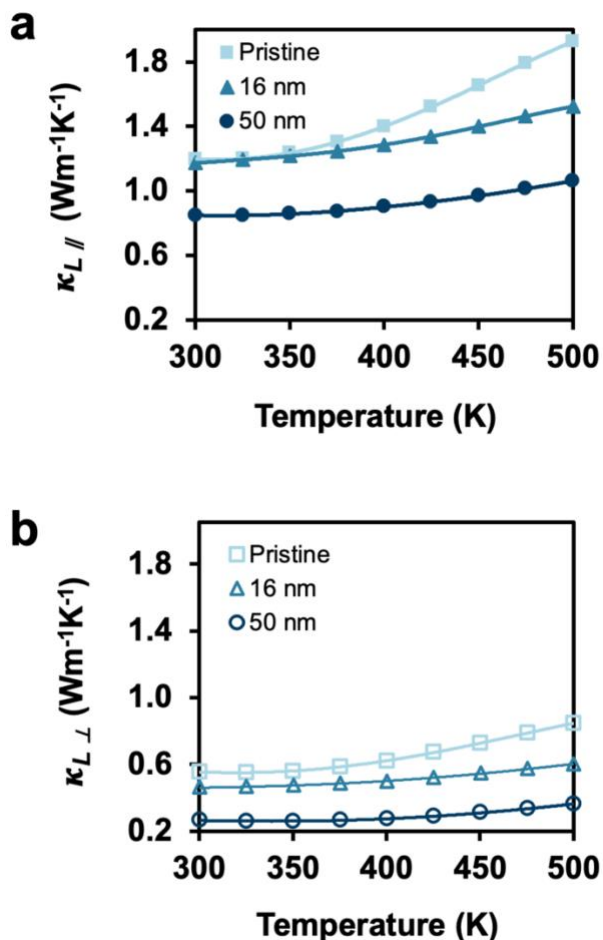 a
Pristine
16 nm
50 nm
1.8
1.4
1.0
0.6
0.2
κL∥ (Wm-1K-1)
300 350 400 450 500
Temperature (K)
b
Pristine
16 nm
50 nm
1.8
1.4
1.0
0.6
0.2
κL⊥ (Wm-1K-1)
300 350 400 450 500
Temperature (K)